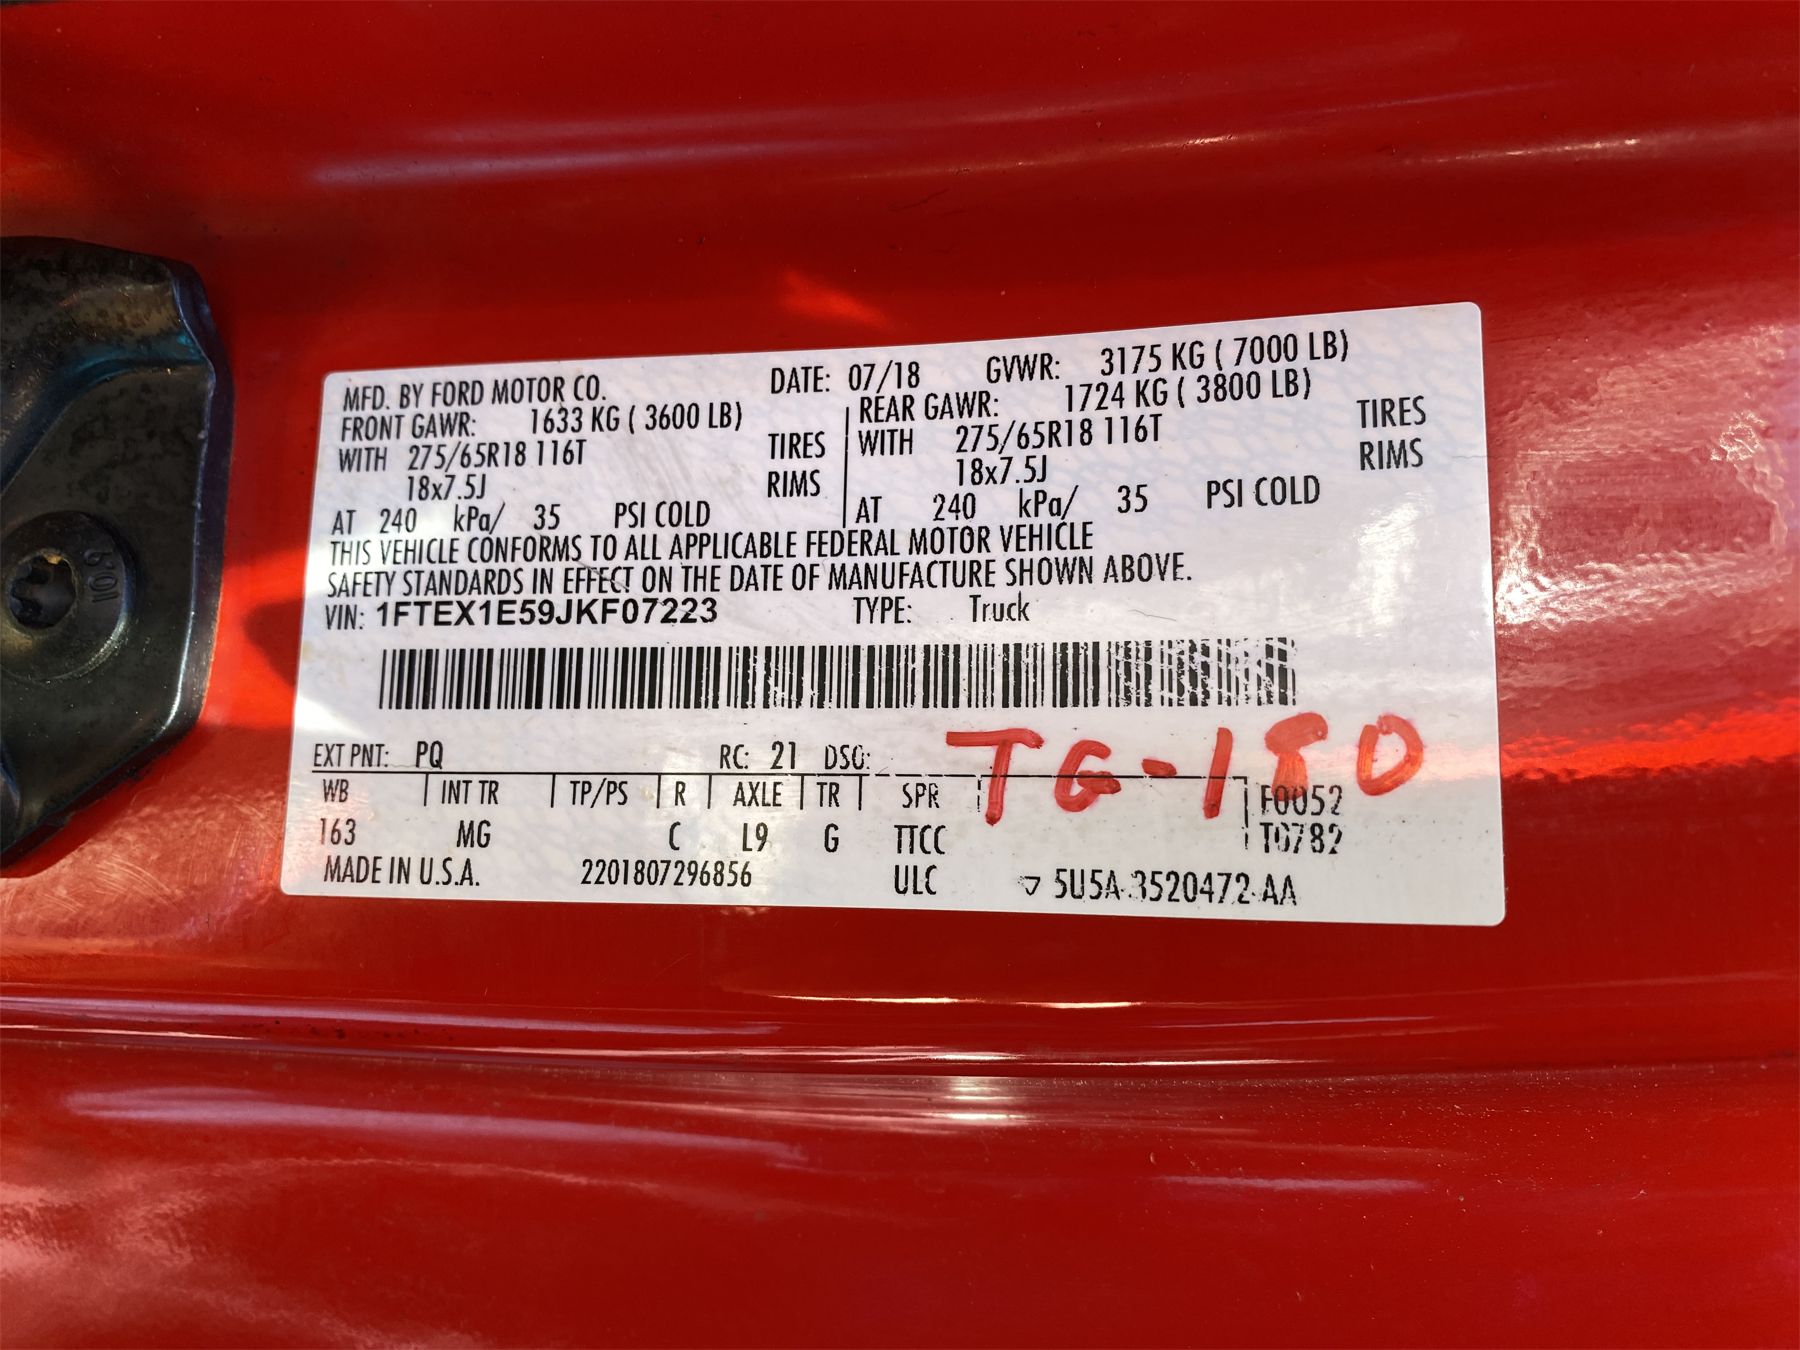 MFD. BY FORD MOTOR CO. DATE: 07/18 GVWR: 3175 KG ( 7000 LB)
FRONT GAWR: 1633 KG ( 3600 LB) REAR GAWR: 1724 KG ( 3800 LB)
WITH 275/65R18 116T TIRES WITH 275/65R18 116T TIRES
18x7.5J RIMS 18x7.5J RIMS
AT 240 kPa/ 35 PSI COLD AT 240 kPa/ 35 PSI COLD
THIS VEHICLE CONFORMS TO ALL APPLICABLE FEDERAL MOTOR VEHICLE
SAFETY STANDARDS IN EFFECT ON THE DATE OF MANUFACTURE SHOWN ABOVE.
VIN: 1FTEX1E59JKF07223 TYPE: Truck
EXT PNT: PQ RC: 21 DSO:
TG-180
WB INT TR TP/PS R AXLE TR SPR F0052
163 MG C L9 G TTCC T0782
MADE IN U.S.A. 2201807296856 ULC 5U5A-3520472-AA
10.9